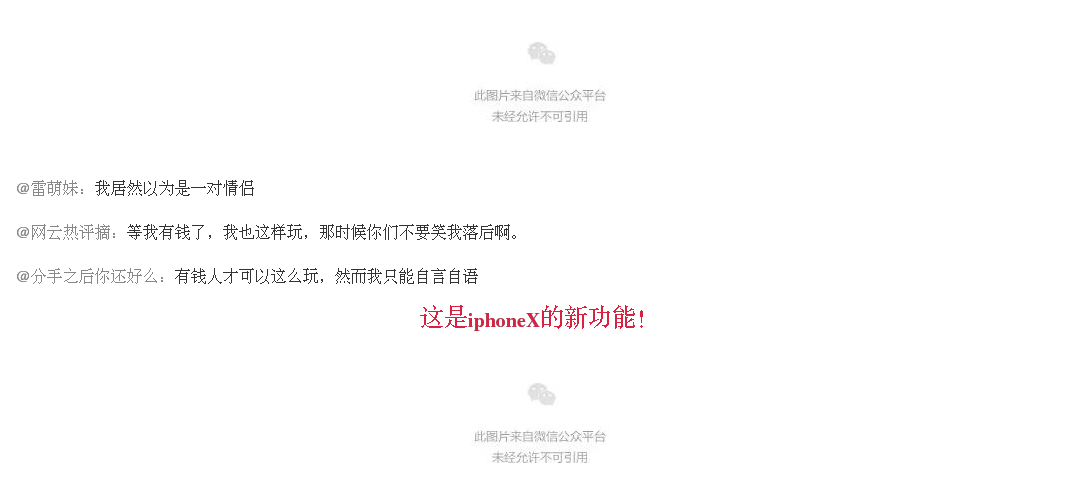 此图片来自微信公众平台
未经允许不可引用
@雷萌妹：我居然以为是一对情侣
@网云热评摘：等我有钱了，我也这样玩，那时候你们不要笑我落后啊。
@分手之后你还好么：有钱人才可以这么玩，然而我只能自言自语
这是iphoneX的新功能！
此图片来自微信公众平台
未经允许不可引用